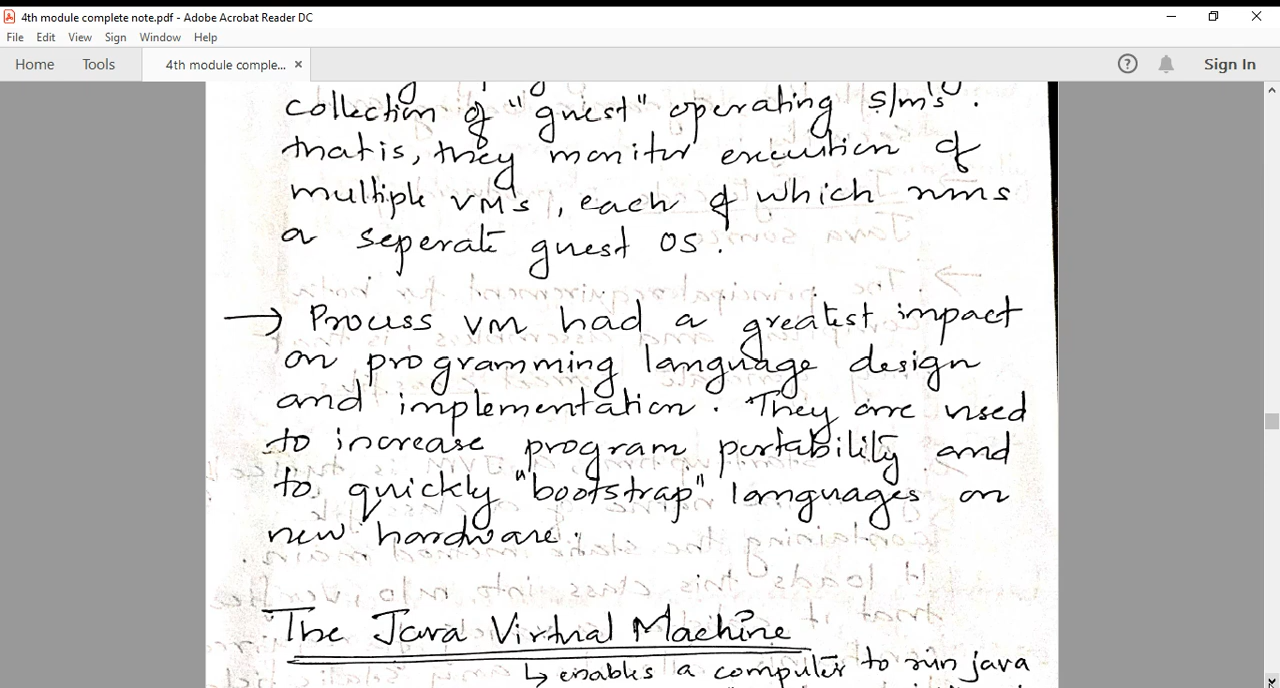 4th module complete note.pdf - Adobe Acrobat Reader DC
File Edit View Sign Window Help
Home Tools 4th module comple... × Sign In
collection of "guest" operating s/m's.
that is, they monitor execution of
multiple VM's, each of which runs
a seperate guest OS.
→ Process VM had a greatest impact
on programming language design
and implementation. They are used
to increase program portability and
to quickly "bootstrap" languages on
new hardware.
The Java Virtual Machine
↳ enables a computer to run java